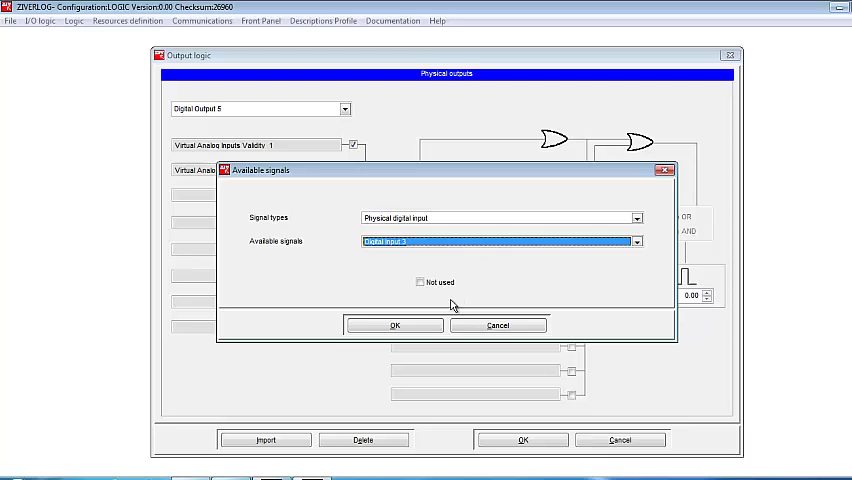 ZIVERLOG- Configuration:LOGIC Version:0.00 Checksum:26960
File I/O logic Logic Resources definition Communications Front Panel Descriptions Profile Documentation Help
Output logic
Physical outputs
Digital Output 5
Virtual Analog Inputs Validity 1
Virtual Ana
Available signals
Signal types
Physical digital input
Available signals
Digital Input 3
Not used
OK Cancel
OR
AND
0.00
Import Delete OK Cancel